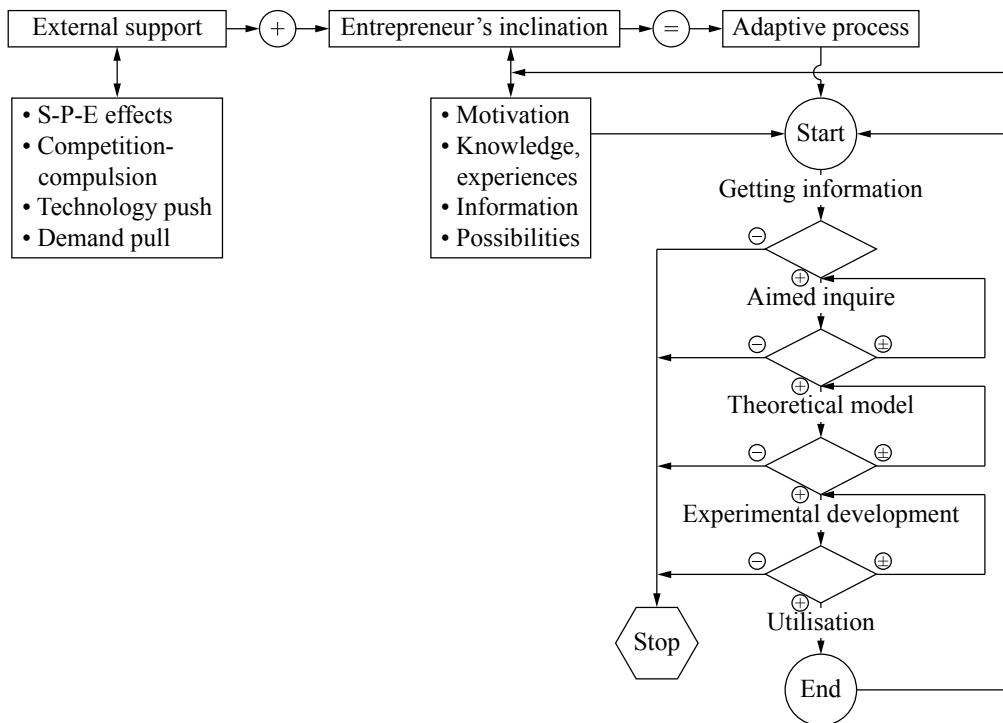 External support
+
Entrepreneur’s inclination
=
Adaptive process
• S-P-E effects
• Competition-
compulsion
• Technology push
• Demand pull
• Motivation
• Knowledge,
experiences
• Information
• Possibilities
Start
Getting information
−
+
Aimed inquire
−
±
+
Theoretical model
−
±
+
Experimental development
−
±
+
Utilisation
Stop
End